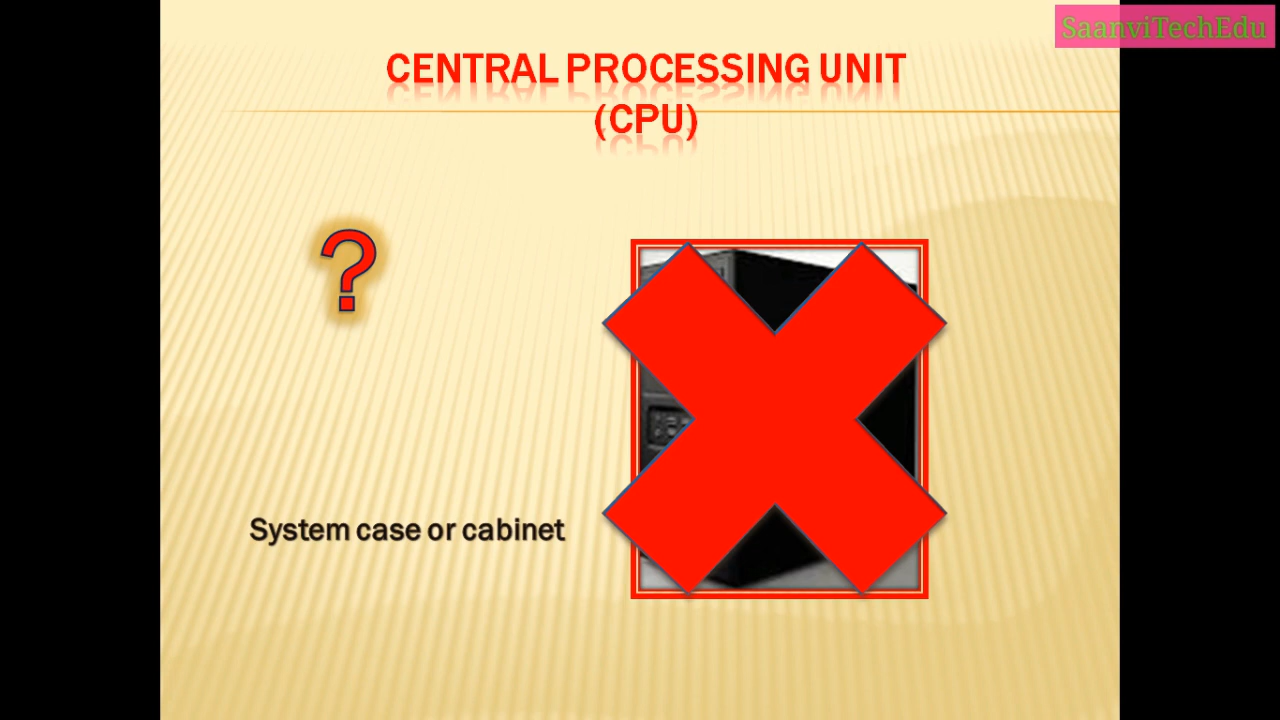 SaanviTechEdu
CENTRAL PROCESSING UNIT
(CPU)
?
System case or cabinet